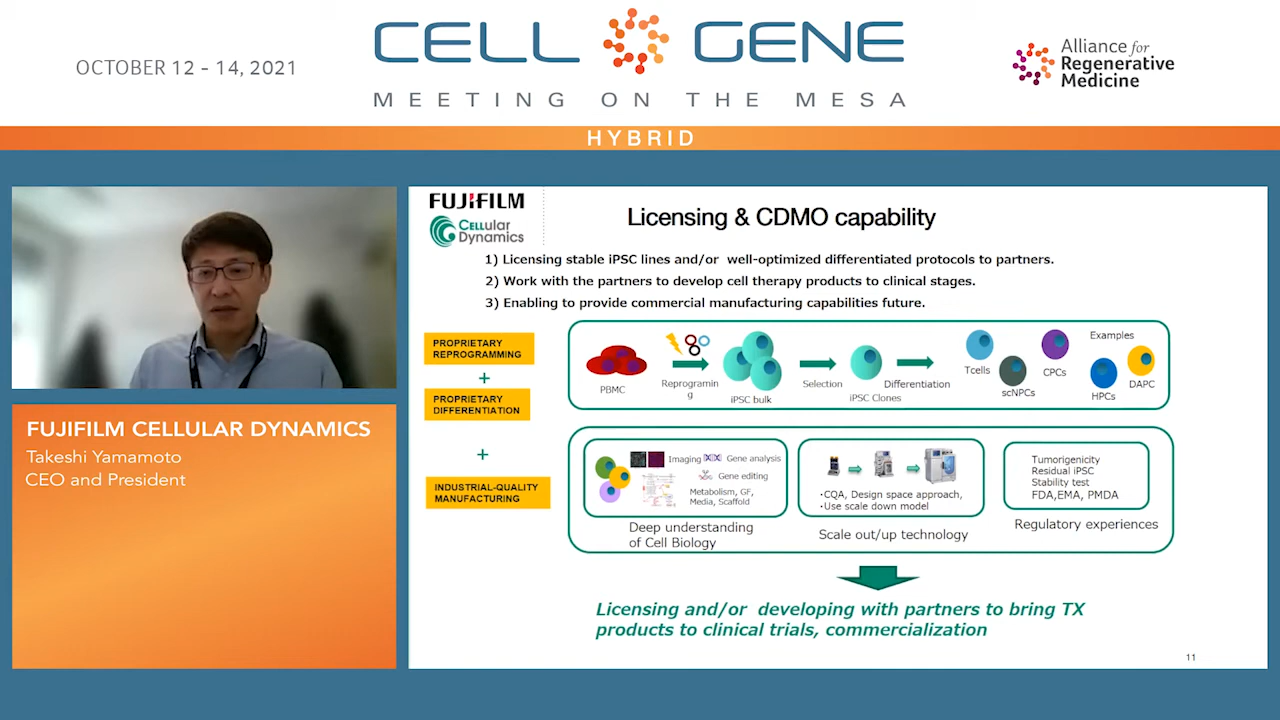 OCTOBER 12 - 14, 2021
CELL GENE
MEETING ON THE MESA
Alliance for
Regenerative
Medicine
HYBRID
FUJIFILM
CELLular
Dynamics
Licensing & CDMO capability
1) Licensing stable iPSC lines and/or well-optimized differentiated protocols to partners.
2) Work with the partners to develop cell therapy products to clinical stages.
3) Enabling to provide commercial manufacturing capabilities future.
PROPRIETARY
REPROGRAMMING
+
PROPRIETARY
DIFFERENTIATION
+
INDUSTRIAL-QUALITY
MANUFACTURING
PBMC
Reprogramin
g
iPSC bulk
Selection
iPSC Clones
Differentiation
Tcells
scNPCs
CPCs
Examples
HPCs
DAPC
Imaging
Gene analysis
Gene editing
Metabolism, GF,
Media, Scaffold
Deep understanding
of Cell Biology
・CQA, Design space approach,
・Use scale down model
Scale out/up technology
Tumorigenicity
Residual iPSC
Stability test
FDA,EMA, PMDA
Regulatory experiences
Licensing and/or developing with partners to bring TX
products to clinical trials, commercialization
11
FUJIFILM CELLULAR DYNAMICS
Takeshi Yamamoto
CEO and President